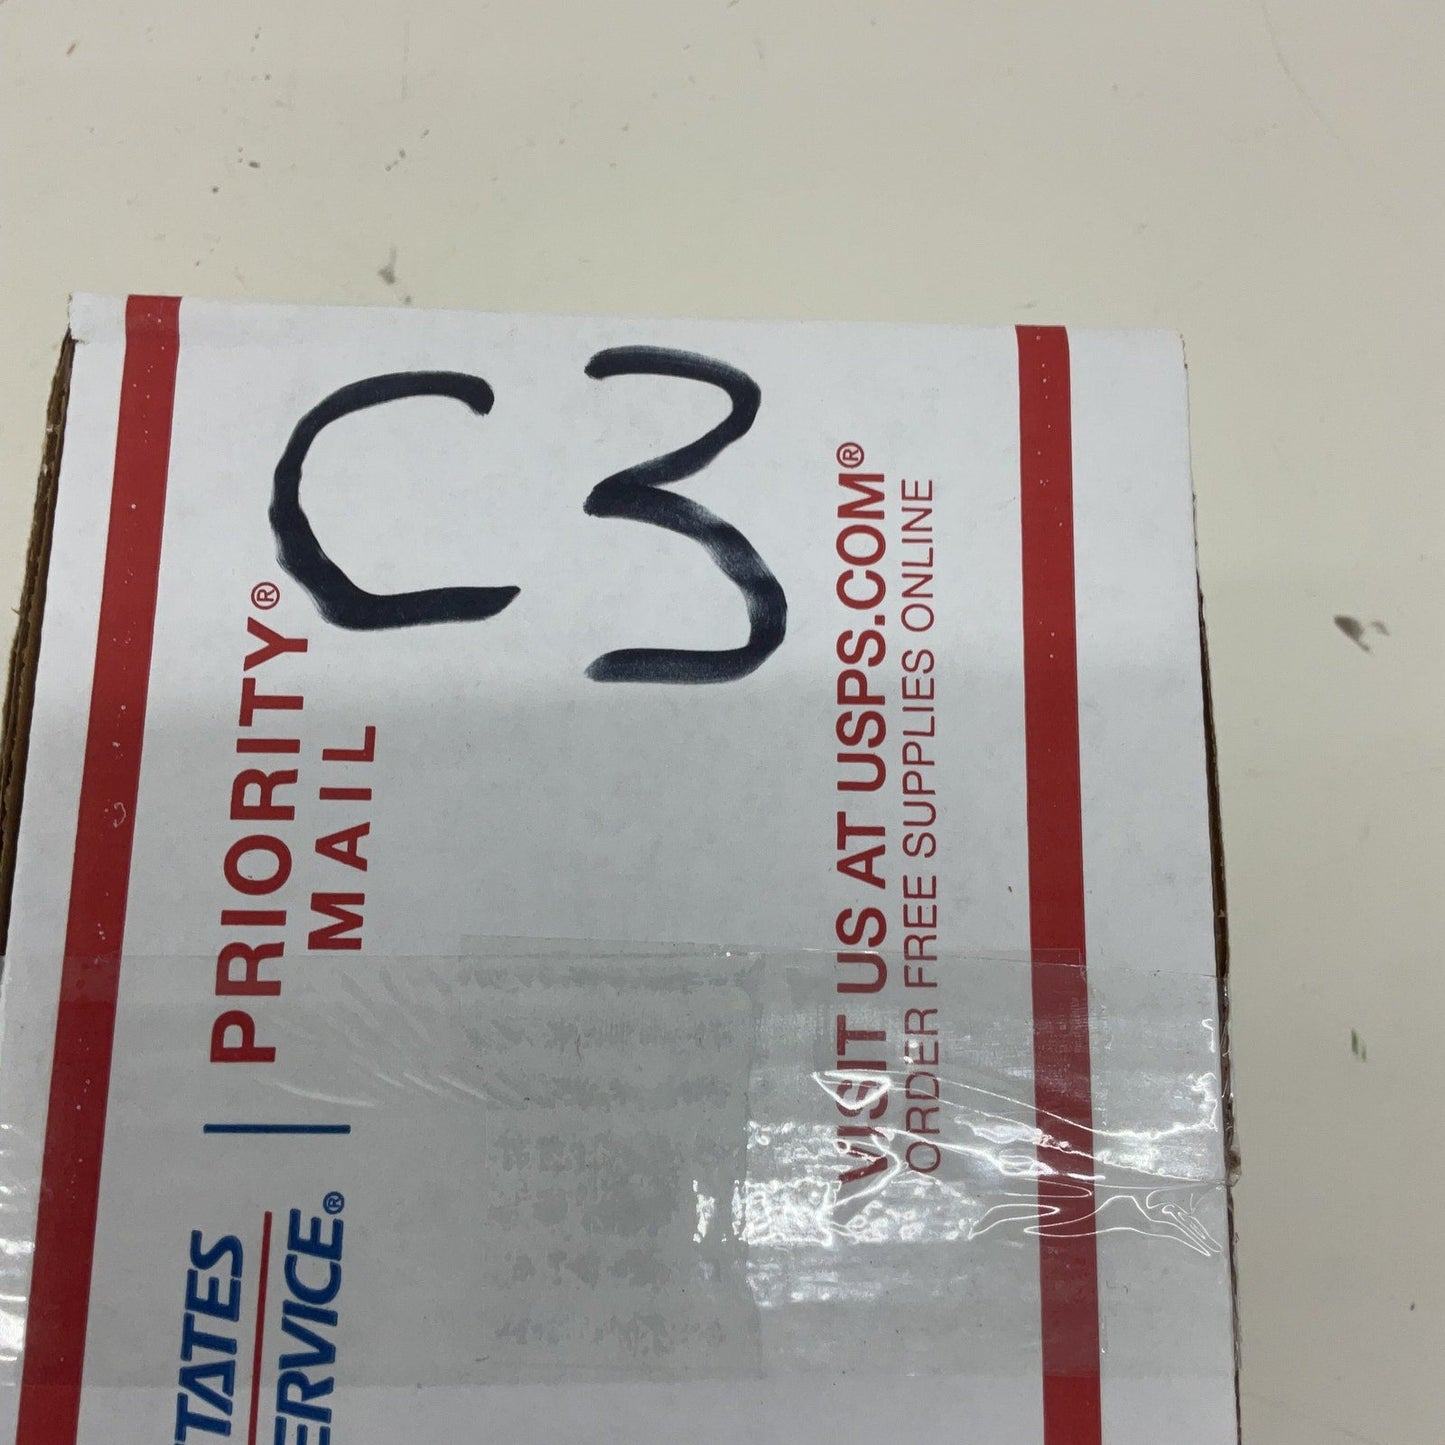 C3
PRIORITY®
MAIL
TATES
ERVICE®
VISIT US AT USPS.COM®
ORDER FREE SUPPLIES ONLINE